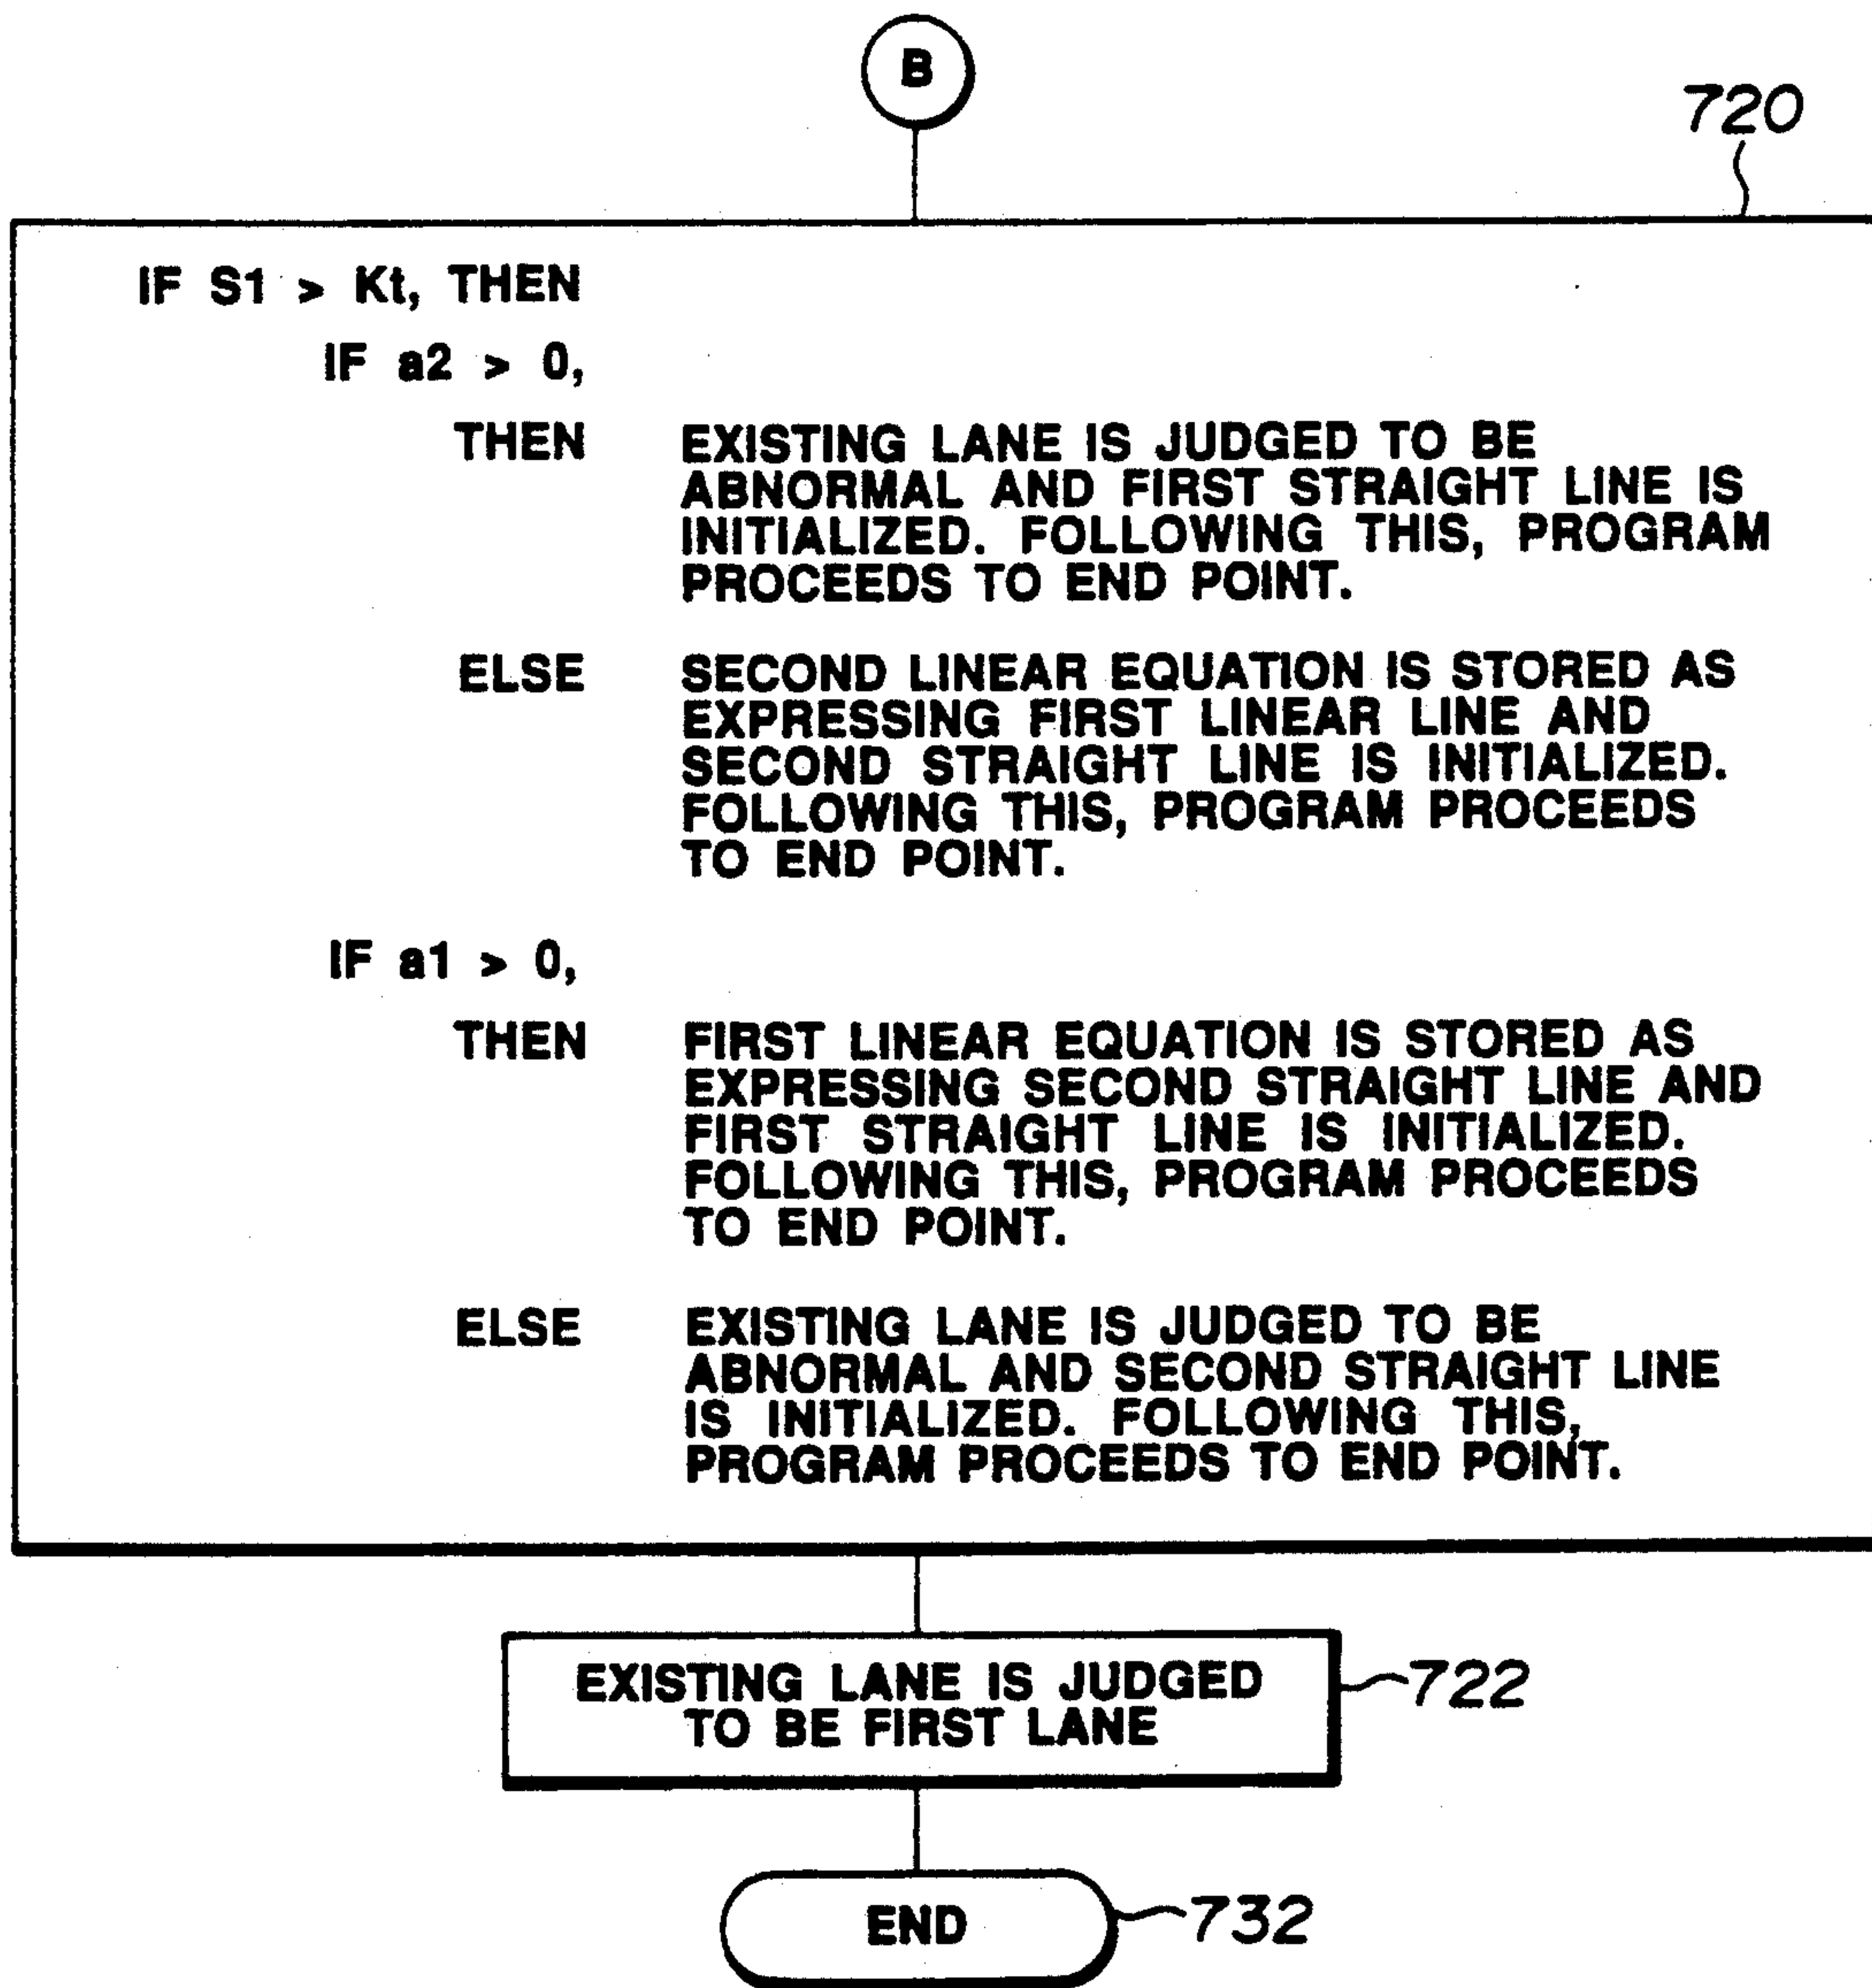 B
720
IF S1 > Kt, THEN
IF a2 > 0,
THEN EXISTING LANE IS JUDGED TO BE
ABNORMAL AND FIRST STRAIGHT LINE IS
INITIALIZED. FOLLOWING THIS, PROGRAM
PROCEEDS TO END POINT.
ELSE SECOND LINEAR EQUATION IS STORED AS
EXPRESSING FIRST LINEAR LINE AND
SECOND STRAIGHT LINE IS INITIALIZED.
FOLLOWING THIS, PROGRAM PROCEEDS
TO END POINT.
IF a1 > 0,
THEN FIRST LINEAR EQUATION IS STORED AS
EXPRESSING SECOND STRAIGHT LINE AND
FIRST STRAIGHT LINE IS INITIALIZED.
FOLLOWING THIS, PROGRAM PROCEEDS
TO END POINT.
ELSE EXISTING LANE IS JUDGED TO BE
ABNORMAL AND SECOND STRAIGHT LINE
IS INITIALIZED. FOLLOWING THIS,
PROGRAM PROCEEDS TO END POINT.
EXISTING LANE IS JUDGED
TO BE FIRST LANE
722
END
732